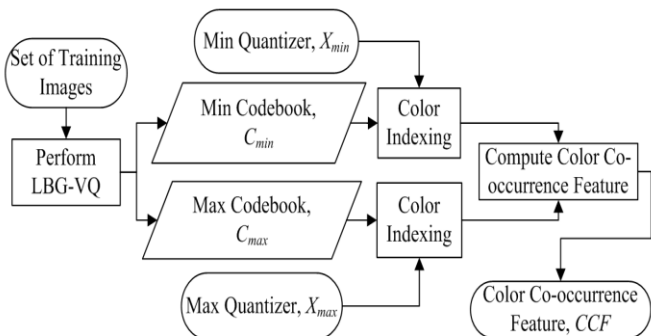 Set of Training
Images
Perform
LBG-VQ
Min Quantizer, Xmin
Min Codebook,
Cmin
Color
Indexing
Max Codebook,
Cmax
Color
Indexing
Max Quantizer, Xmax
Compute Color Co-
occurrence Feature
Color Co-occurrence
Feature, CCF